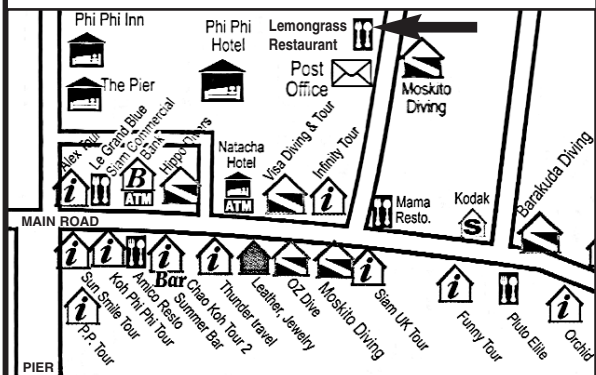 Phi Phi Inn
The Pier
Phi Phi
Hotel
Lemongrass
Restaurant
Post
Office
Moskito
Diving
Alex Tour
Le Grand Blue
Siam Commercial
Bank
B
ATM
Hippo Divers
Natacha
Hotel
ATM
Visa Diving & Tour
Infinity Tour
Mama
Resto.
Kodak
S
Barakuda Diving
MAIN ROAD
Sun Smile Tour
Koh Phi Phi Tour
Amico Resto
Bar
Summer Bar
Chao Koh Tour 2
Thunder travel
Leather, Jewelry
OZ Dive
Moskito Diving
Siam UK Tour
Funny Tour
Pluto Elite
Orchid
P.P. Tour
PIER